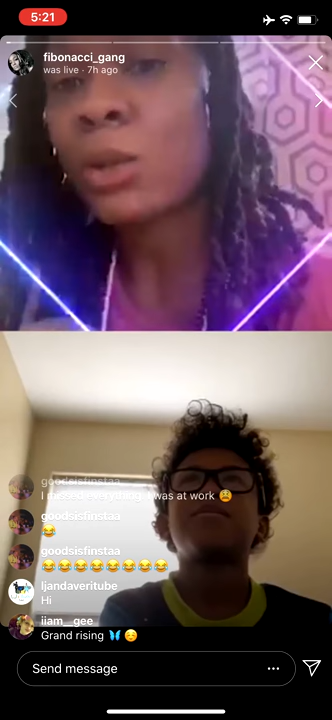 5:21
fibonacci_gang
was live · 7h ago
goodsisfinstaa
I missed everything I was at work 😫
goodsisfinstaa
😂
goodsisfinstaa
😂😂😂😂😂😂😂😂
ljandaveritube
Hi
iiam__gee
Grand rising 🦋 ☺️
Send message